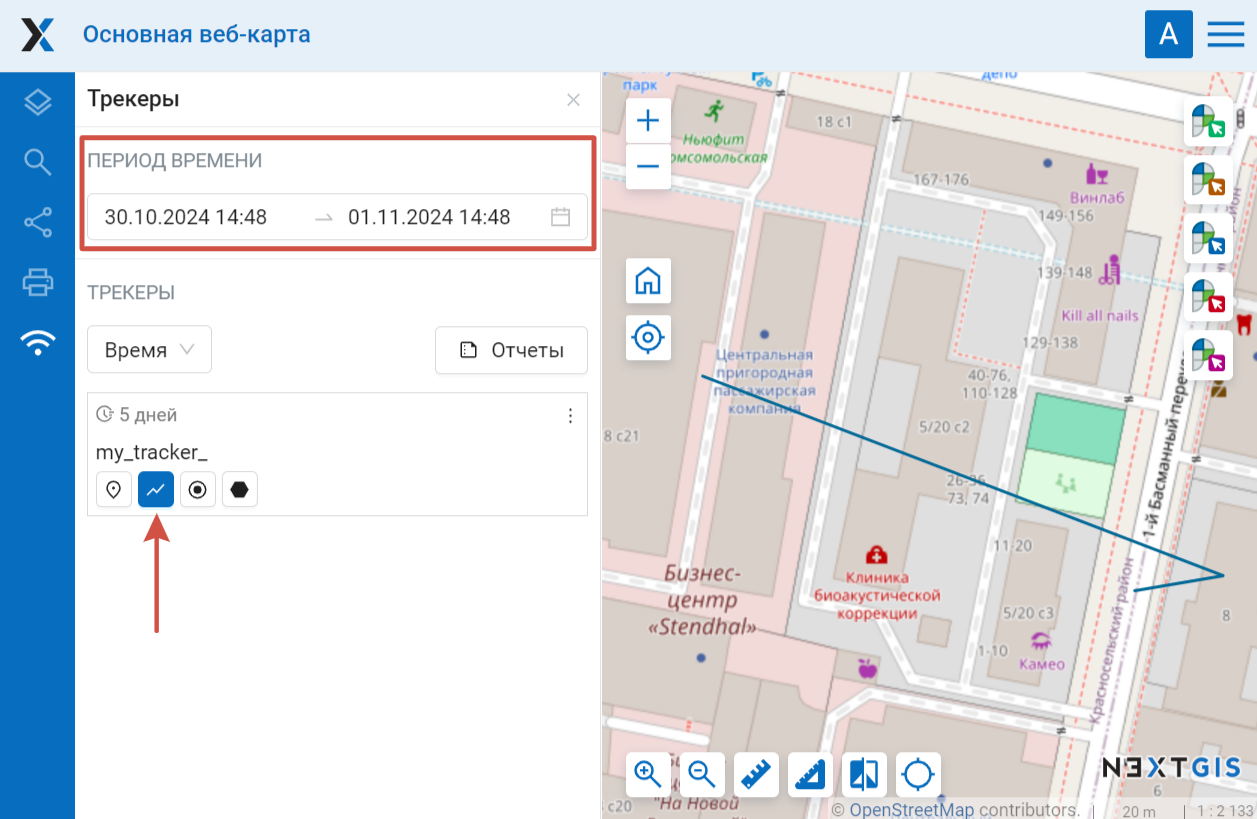 Основная веб-карта
A
Трекеры
ПЕРИОД ВРЕМЕНИ
30.10.2024 14:48
01.11.2024 14:48
ТРЕКЕРЫ
Время
Отчеты
5 дней
my_tracker_
парк
депо
Ньюфит
омсомольская
18 с1
167-176
Винлаб
149-156
139-148
Kill all nails
129-138
Центральная
пригородная
пассажирская
компания
40-76,
110-128
8 с21
5/20 с2
26-36
73, 74
1-й Басманный переу
11-20
Клиника
биоакустической
коррекции
Бизнес-
центр
«Stendhal»
5/20 с3
8
1-10
Камео
Красносельский район
NEXTGIS
6
с20
"На Новой
© OpenStreetMap contributors.
20 m
1 : 2 133